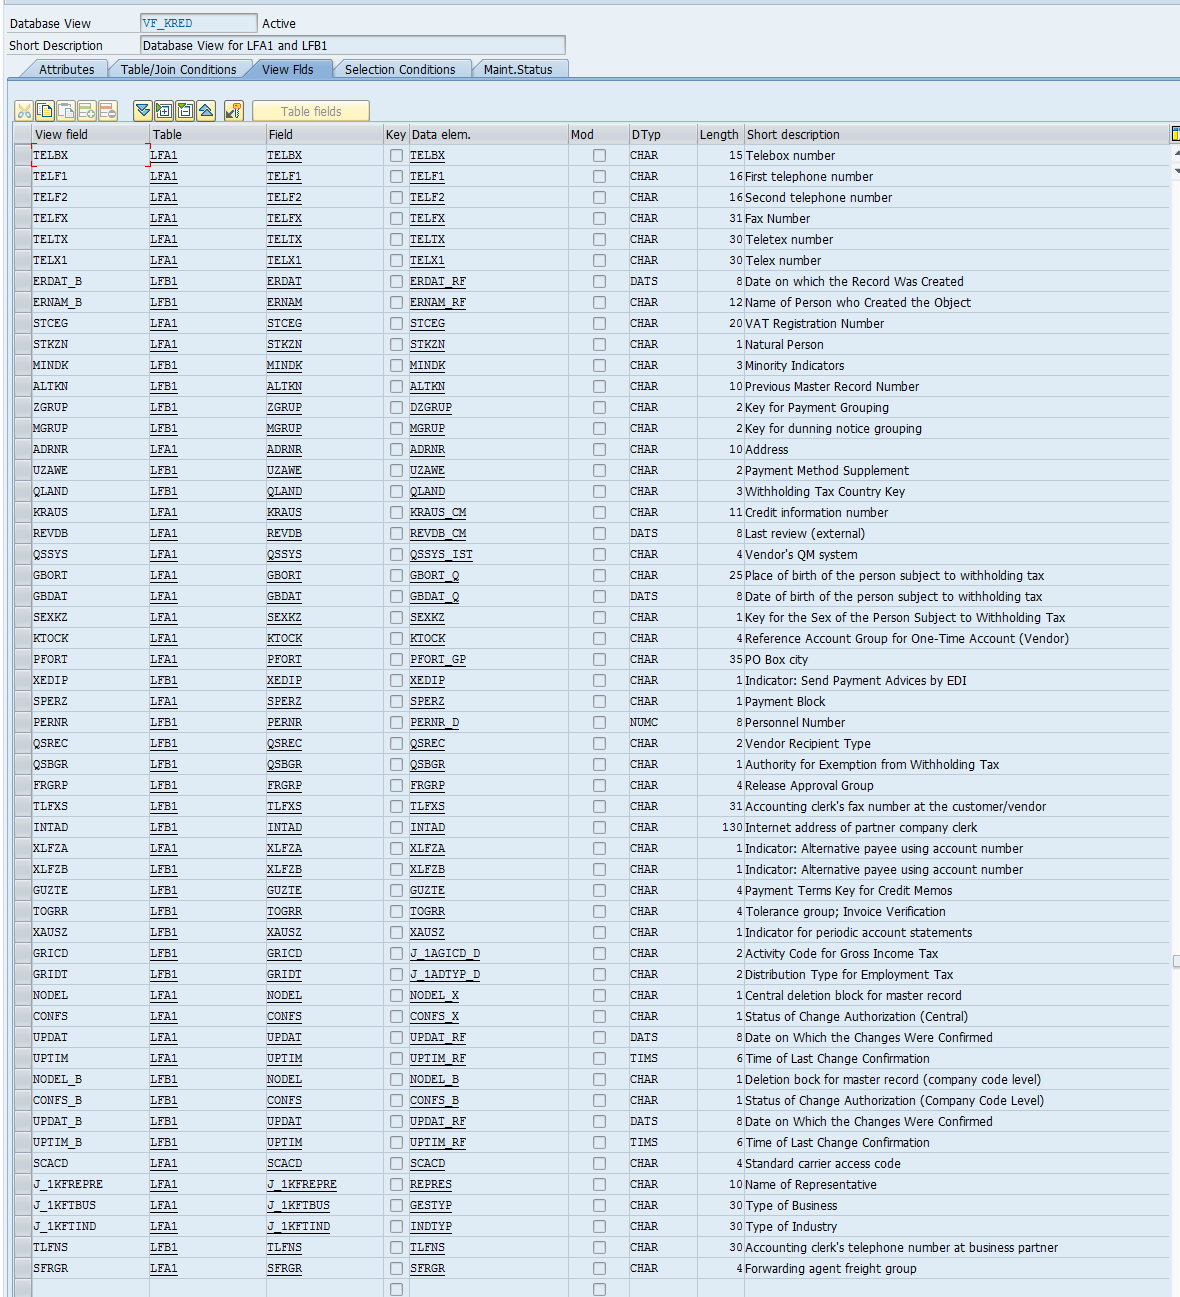 Database View VF_KRED Active
Short Description Database View for LFA1 and LFB1
Attributes Table/Join Conditions View Flds Selection Conditions Maint.Status
Table fields
View field Table Field Key Data elem. Mod DTyp Length Short description
TELBX LFA1 TELBX TELBX CHAR 15 Telebox number
TELF1 LFA1 TELF1 TELF1 CHAR 16 First telephone number
TELF2 LFA1 TELF2 TELF2 CHAR 16 Second telephone number
TELFX LFA1 TELFX TELFX CHAR 31 Fax Number
TELTX LFA1 TELTX TELTX CHAR 30 Teletex number
TELX1 LFA1 TELX1 TELX1 CHAR 30 Telex number
ERDAT_B LFB1 ERDAT ERDAT_RF DATS 8 Date on which the Record Was Created
ERNAM_B LFB1 ERNAM ERNAM_RF CHAR 12 Name of Person who Created the Object
STCEG LFA1 STCEG STCEG CHAR 20 VAT Registration Number
STKZN LFA1 STKZN STKZN CHAR 1 Natural Person
MINDK LFB1 MINDK MINDK CHAR 3 Minority Indicators
ALTKN LFB1 ALTKN ALTKN CHAR 10 Previous Master Record Number
ZGRUP LFB1 ZGRUP DZGRUP CHAR 2 Key for Payment Grouping
MGRUP LFB1 MGRUP MGRUP CHAR 2 Key for dunning notice grouping
ADRNR LFA1 ADRNR ADRNR CHAR 10 Address
UZAWE LFB1 UZAWE UZAWE CHAR 2 Payment Method Supplement
QLAND LFB1 QLAND QLAND CHAR 3 Withholding Tax Country Key
KRAUS LFA1 KRAUS KRAUS_CM CHAR 11 Credit information number
REVDB LFA1 REVDB REVDB_CM DATS 8 Last review (external)
QSSYS LFA1 QSSYS QSSYS_IST CHAR 4 Vendor's QM system
GBORT LFA1 GBORT GBORT_Q CHAR 25 Place of birth of the person subject to withholding tax
GBDAT LFA1 GBDAT GBDAT_Q DATS 8 Date of birth of the person subject to withholding tax
SEXKZ LFA1 SEXKZ SEXKZ CHAR 1 Key for the Sex of the Person Subject to Withholding Tax
KTOCK LFA1 KTOCK KTOCK CHAR 4 Reference Account Group for One-Time Account (Vendor)
PFORT LFA1 PFORT PFORT_GP CHAR 35 PO Box city
XEDIP LFB1 XEDIP XEDIP CHAR 1 Indicator: Send Payment Advices by EDI
SPERZ LFA1 SPERZ SPERZ CHAR 1 Payment Block
PERNR LFB1 PERNR PERNR_D NUMC 8 Personnel Number
QSREC LFB1 QSREC QSREC CHAR 2 Vendor Recipient Type
QSBGR LFB1 QSBGR QSBGR CHAR 1 Authority for Exemption from Withholding Tax
FRGRP LFB1 FRGRP FRGRP CHAR 4 Release Approval Group
TLFXS LFB1 TLFXS TLFXS CHAR 31 Accounting clerk's fax number at the customer/vendor
INTAD LFB1 INTAD INTAD CHAR 130 Internet address of partner company clerk
XLFZA LFA1 XLFZA XLFZA CHAR 1 Indicator: Alternative payee using account number
XLFZB LFB1 XLFZB XLFZB CHAR 1 Indicator: Alternative payee using account number
GUZTE LFB1 GUZTE GUZTE CHAR 4 Payment Terms Key for Credit Memos
TOGRR LFB1 TOGRR TOGRR CHAR 4 Tolerance group; Invoice Verification
XAUSZ LFB1 XAUSZ XAUSZ CHAR 1 Indicator for periodic account statements
GRICD LFB1 GRICD J_1AGICD_D CHAR 2 Activity Code for Gross Income Tax
GRIDT LFB1 GRIDT J_1ADTYP_D CHAR 2 Distribution Type for Employment Tax
NODEL LFA1 NODEL NODEL_X CHAR 1 Central deletion block for master record
CONFS LFA1 CONFS CONFS_X CHAR 1 Status of Change Authorization (Central)
UPDAT LFA1 UPDAT UPDAT_RF DATS 8 Date on Which the Changes Were Confirmed
UPTIM LFA1 UPTIM UPTIM_RF TIMS 6 Time of Last Change Confirmation
NODEL_B LFB1 NODEL NODEL_B CHAR 1 Deletion bock for master record (company code level)
CONFS_B LFB1 CONFS CONFS_B CHAR 1 Status of Change Authorization (Company Code Level)
UPDAT_B LFB1 UPDAT UPDAT_RF DATS 8 Date on Which the Changes Were Confirmed
UPTIM_B LFB1 UPTIM UPTIM_RF TIMS 6 Time of Last Change Confirmation
SCACD LFA1 SCACD SCACD CHAR 4 Standard carrier access code
J_1KFREPRE LFA1 J_1KFREPRE REPRES CHAR 10 Name of Representative
J_1KFTBUS LFA1 J_1KFTBUS GESTYP CHAR 30 Type of Business
J_1KFTIND LFA1 J_1KFTIND INDTYP CHAR 30 Type of Industry
TLFNS LFB1 TLFNS TLFNS CHAR 30 Accounting clerk's telephone number at business partner
SFRGR LFA1 SFRGR SFRGR CHAR 4 Forwarding agent freight group